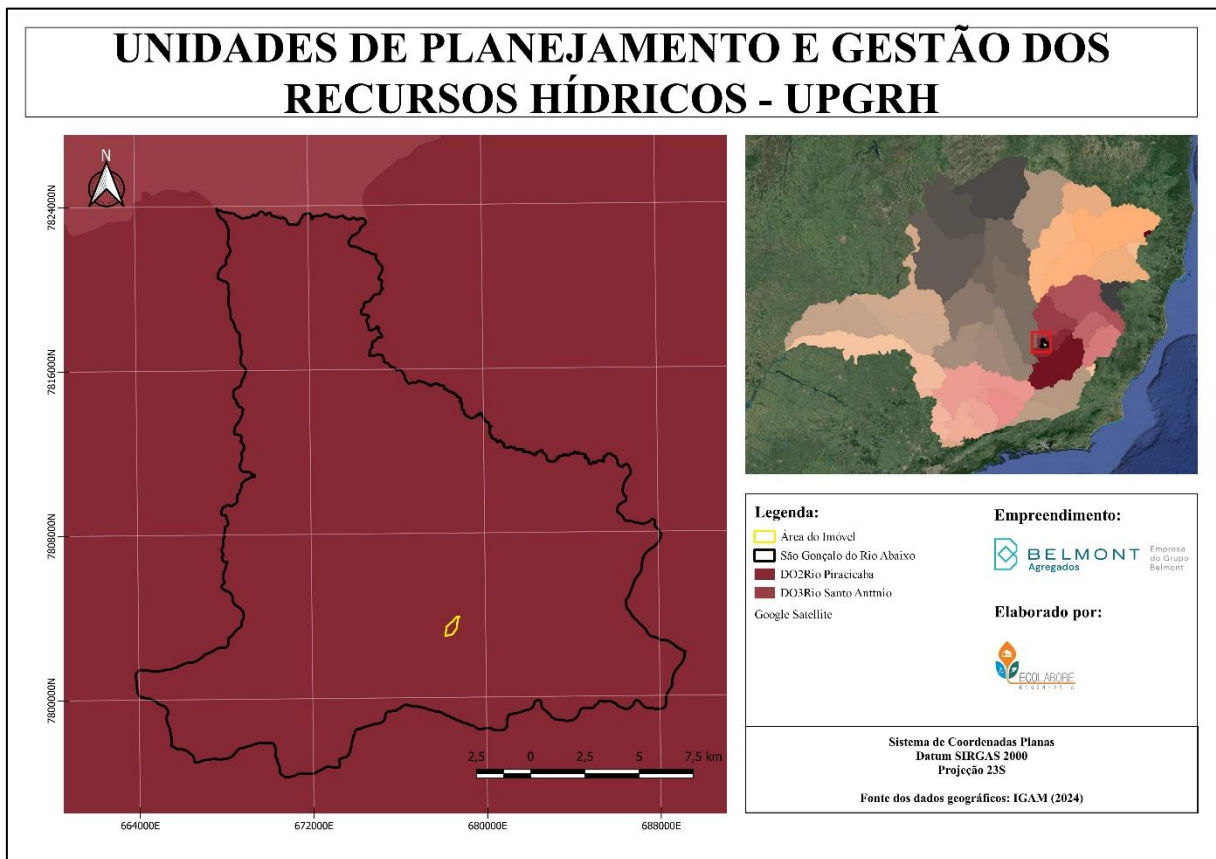 UNIDADES DE PLANEJAMENTO E GESTÃO DOS
RECURSOS HÍDRICOS - UPGRH
N
7824000N
7816000N
7808000N
7800000N
664000E
672000E
680000E
688000E
2,5 0 2,5 5 7,5 km
Legenda:
Área do Imóvel
São Gonçalo do Rio Abaixo
DO2Rio Piracicaba
DO3Rio Santo Anttnio
Google Satellite
Empreendimento:
BELMONT
Agregados
Empresa
do Grupo
Belmont
Elaborado por:
ECOLABORE
ENGENHARIA
Sistema de Coordenadas Planas
Datum SIRGAS 2000
Projeção 23S
Fonte dos dados geográficos: IGAM (2024)